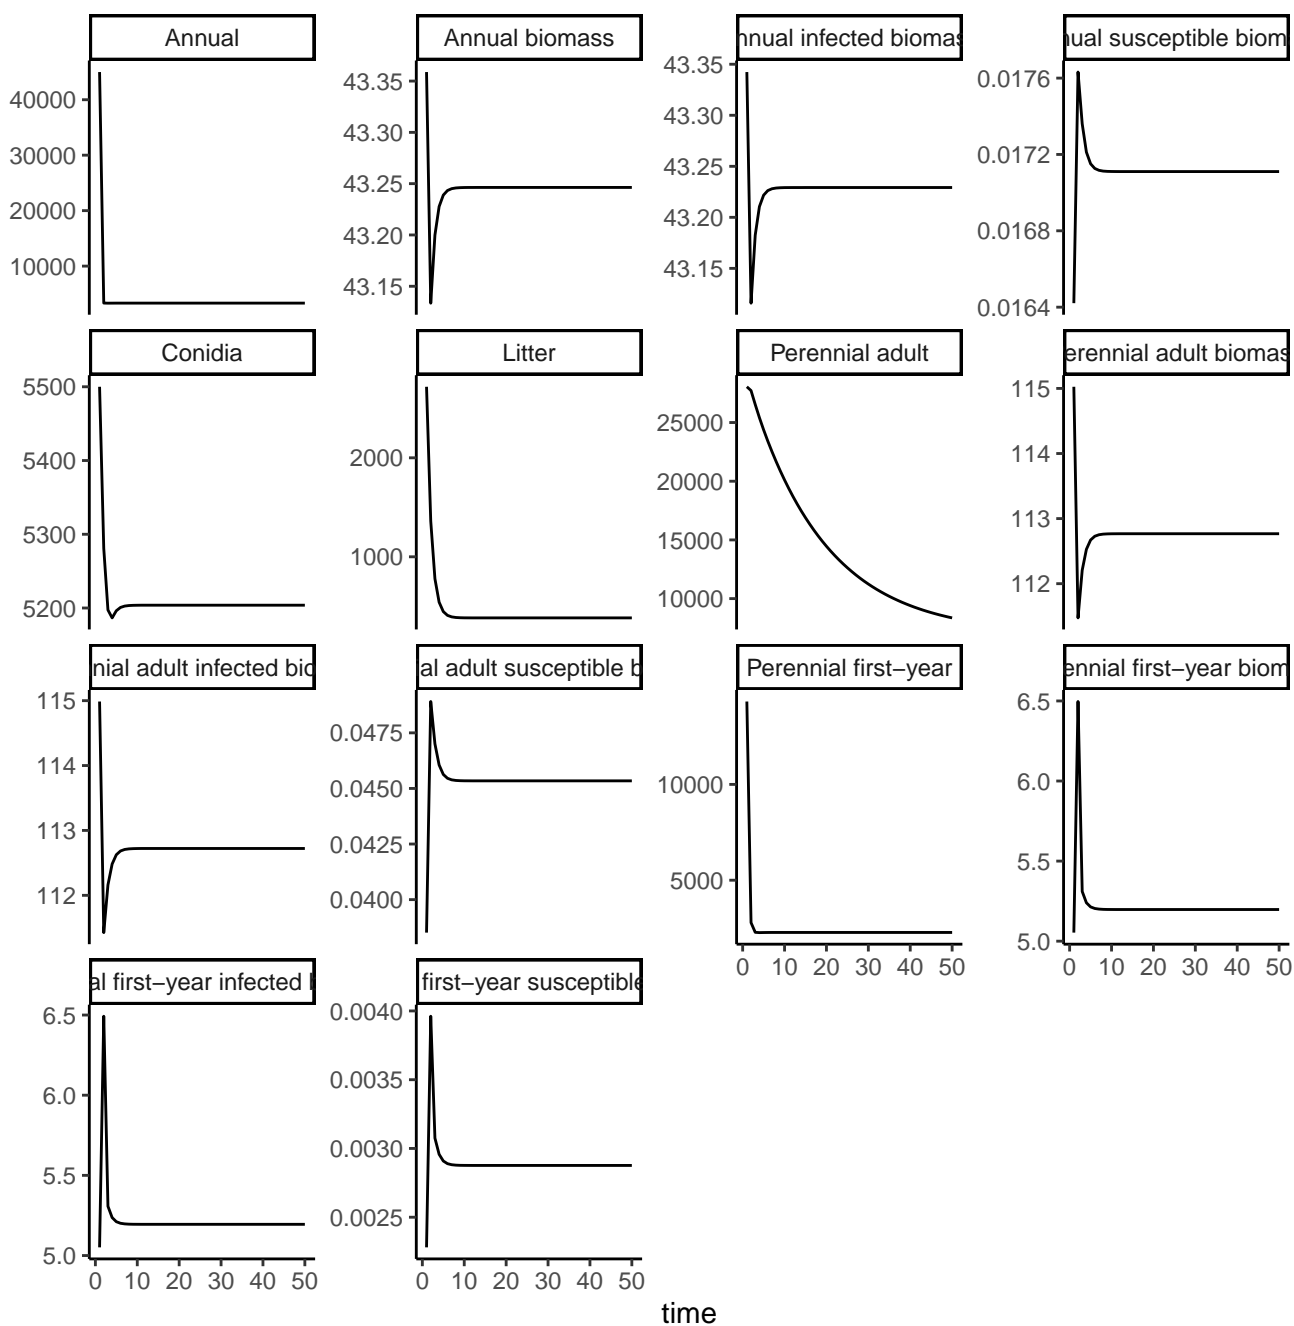 Annual
Annual biomass
nnual infected biomas
nual susceptible biom
40000
30000
20000
10000
43.35
43.30
43.25
43.20
43.15
43.35
43.30
43.25
43.20
43.15
0.0176
0.0172
0.0168
0.0164
Conidia
Litter
Perennial adult
erennial adult biomas
5500
5400
5300
5200
2000
1000
25000
20000
15000
10000
115
114
113
112
nial adult infected bio
al adult susceptible b
Perennial first−year
ennial first−year biom
115
114
113
112
0.0475
0.0450
0.0425
0.0400
10000
5000
6.5
6.0
5.5
5.0
0 10 20 30 40 50
0 10 20 30 40 50
al first−year infected b
first−year susceptible
6.5
6.0
5.5
5.0
0.0040
0.0035
0.0030
0.0025
0 10 20 30 40 50
0 10 20 30 40 50
time